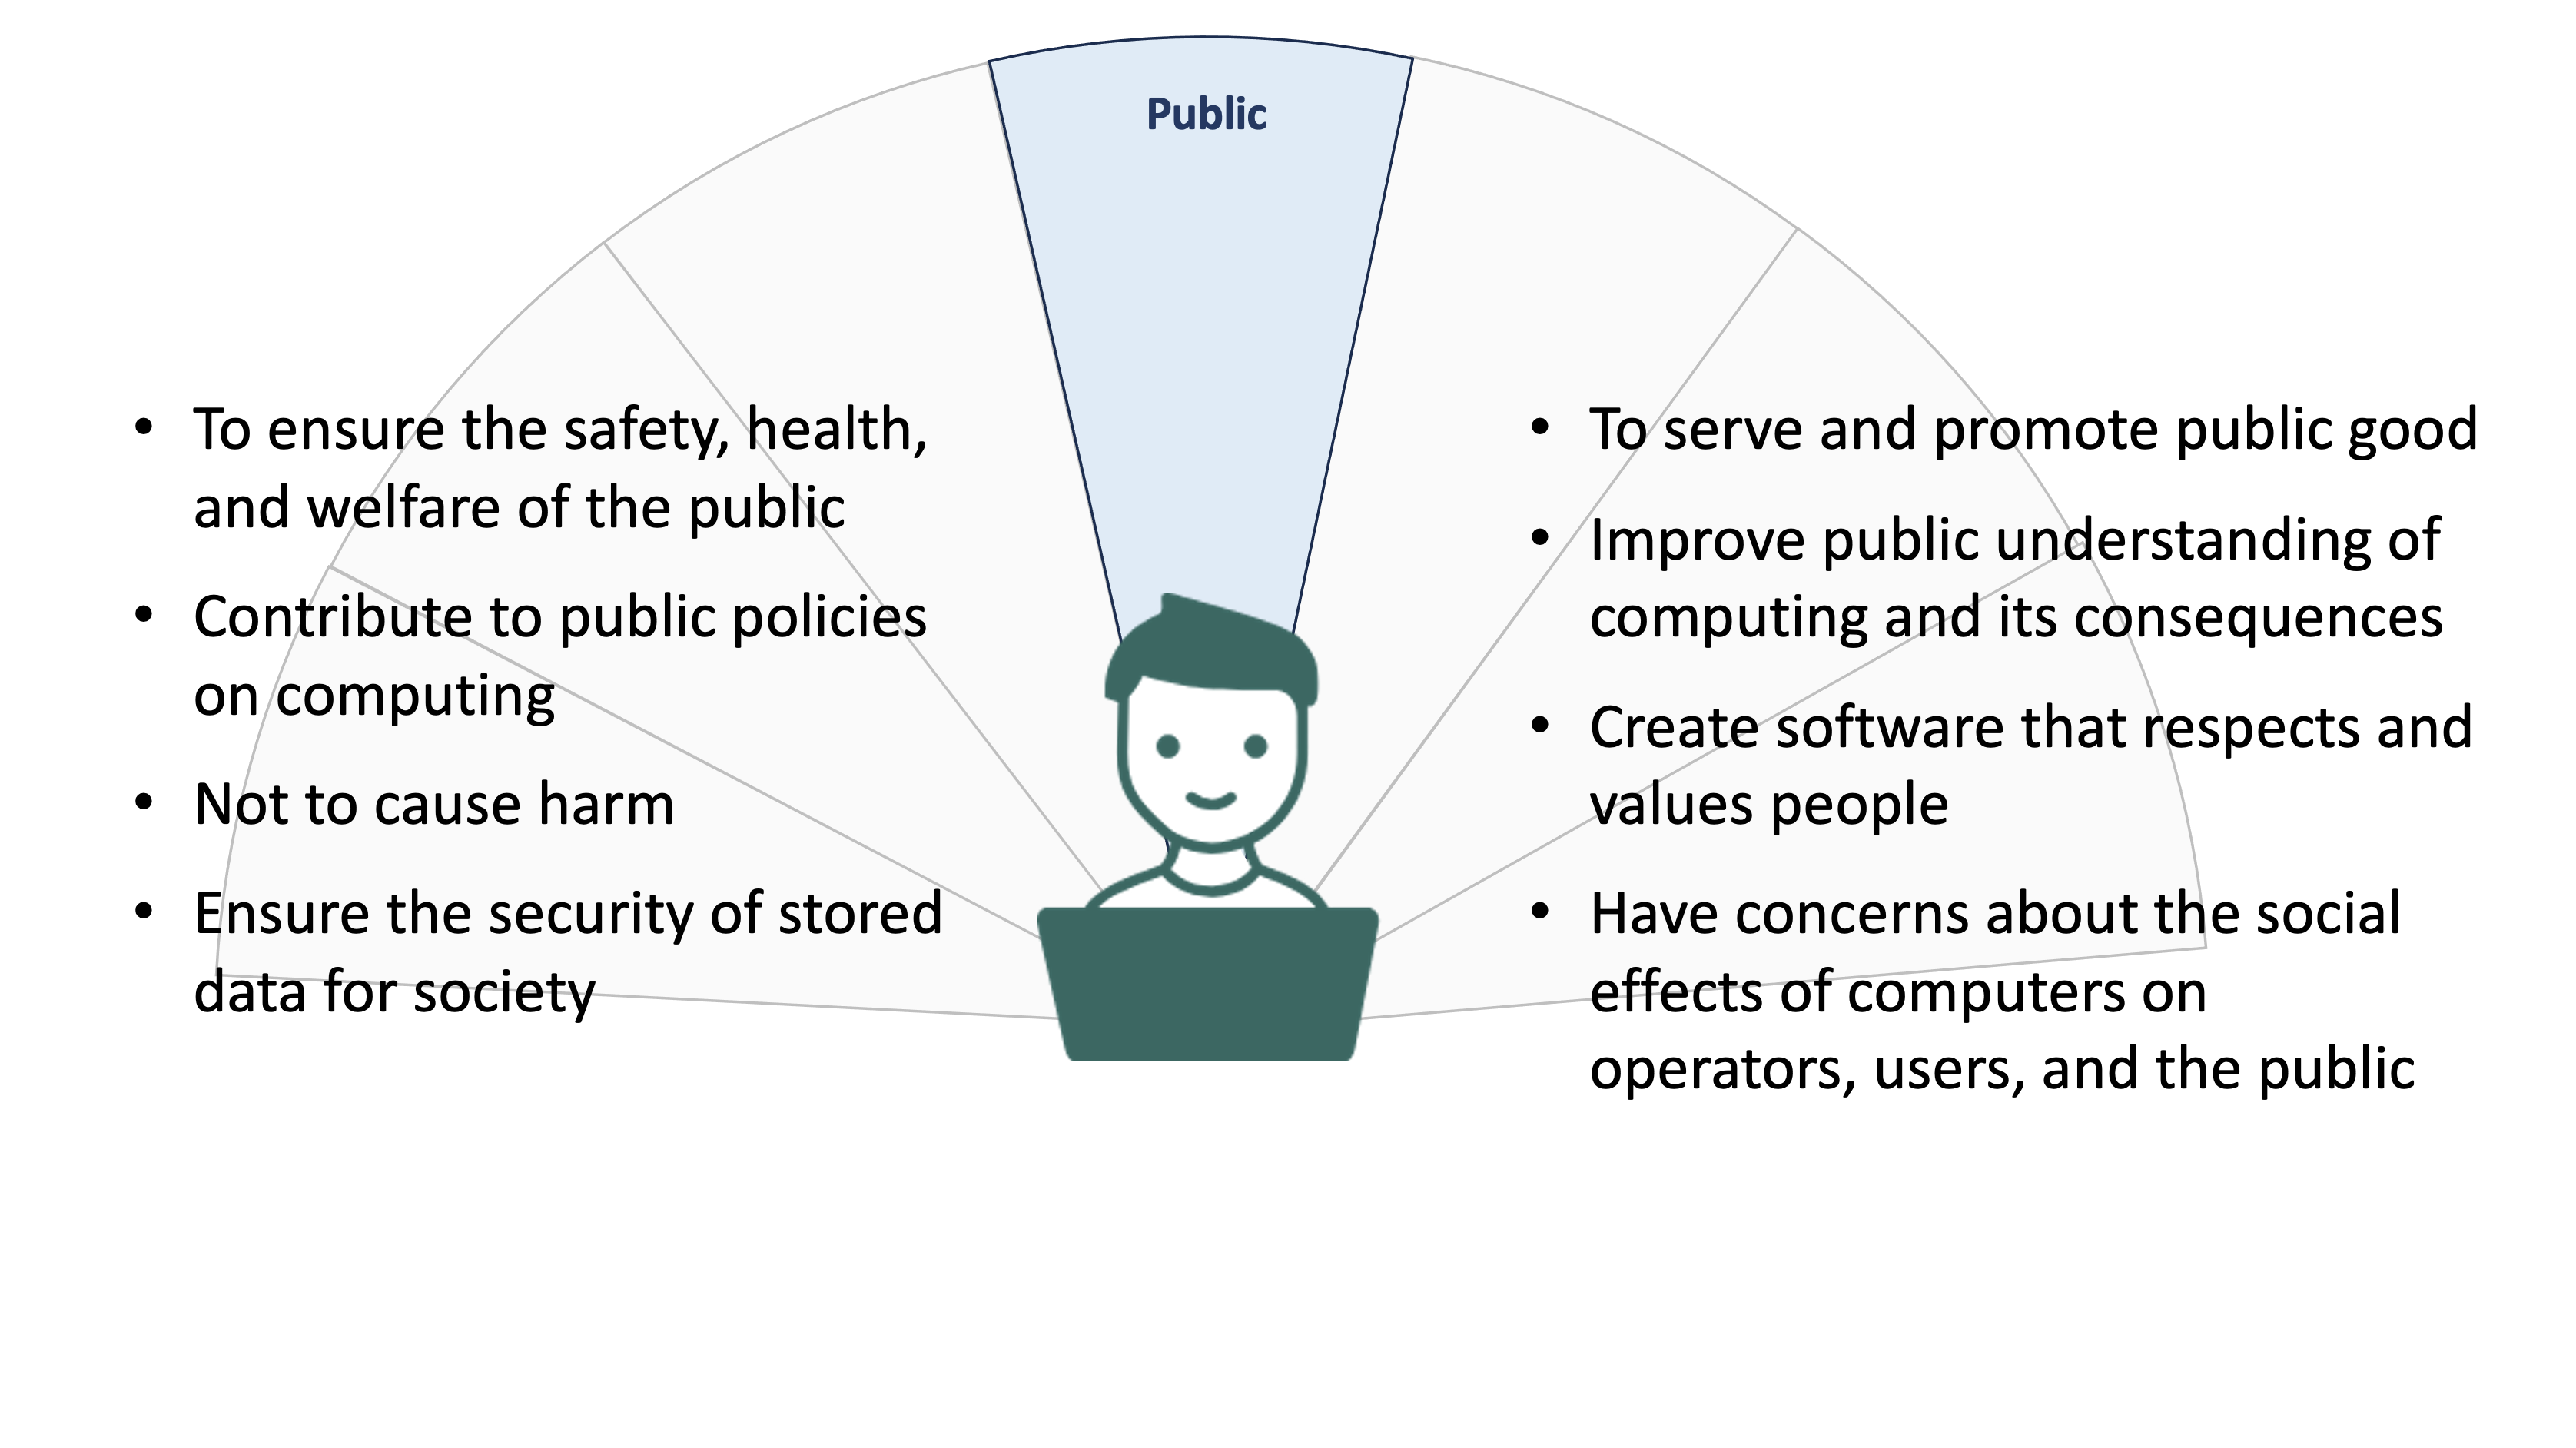 Public
• To ensure the safety, health,
and welfare of the public
• Contribute to public policies
on computing
• Not to cause harm
• Ensure the security of stored
data for society
• To serve and promote public good
• Improve public understanding of
computing and its consequences
• Create software that respects and
values people
• Have concerns about the social
effects of computers on
operators, users, and the public